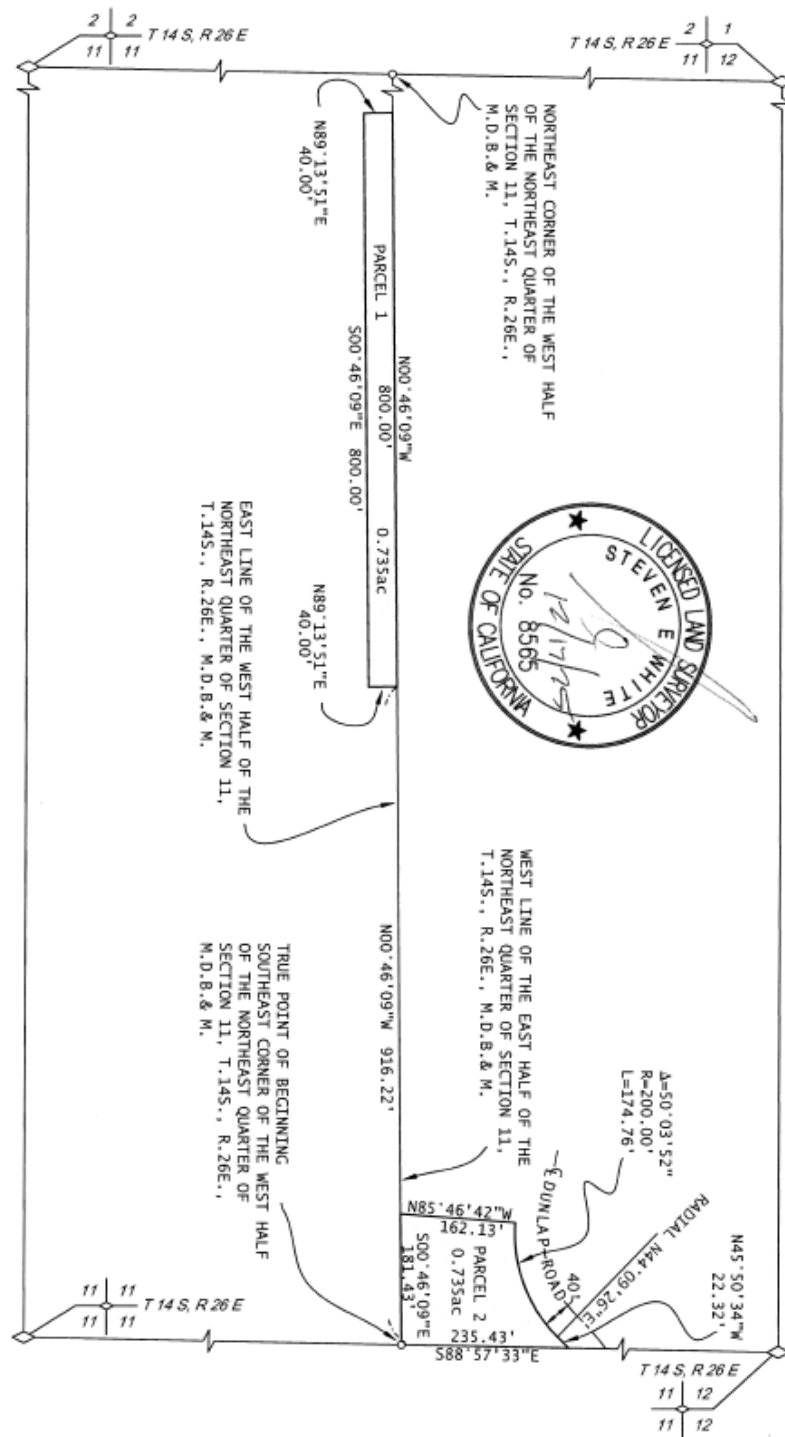 2 2
11 11
T 14 S, R 26 E
2 1
11 12
T 14 S, R 26 E
NORTHEAST CORNER OF THE WEST HALF
OF THE NORTHEAST QUARTER OF
SECTION 11, T.14S., R.26E.,
M.D.B.& M.
N89°13'51"E
40.00'
PARCEL 1
N00°46'09"W
800.00'
0.735ac
S00°46'09"E 800.00'
N89°13'51"E
40.00'
EAST LINE OF THE WEST HALF OF THE
NORTHEAST QUARTER OF SECTION 11,
T.14S., R.26E., M.D.B.& M.
LICENSED LAND SURVEYOR
STEVEN E WHITE
No. 8565
STATE OF CALIFORNIA
WEST LINE OF THE EAST HALF OF THE
NORTHEAST QUARTER OF SECTION 11,
T.14S., R.26E., M.D.B.& M.
N00°46'09"W 916.22'
TRUE POINT OF BEGINNING
SOUTHEAST CORNER OF THE WEST HALF
OF THE NORTHEAST QUARTER OF
SECTION 11, T.14S., R.26E.,
M.D.B.& M.
Δ=50°03'52"
R=200.00'
L=174.76'
℄ DUNLAP ROAD
40'
RADIAL N44°09'26"E
N45°50'34"W
22.32'
N85°46'42"W
162.13'
PARCEL 2
0.735ac
S00°46'09"E
181.43'
235.43'
S88°57'33"E
11 11
11 11
T 14 S, R 26 E
T 14 S, R 26 E
11 12
11 12